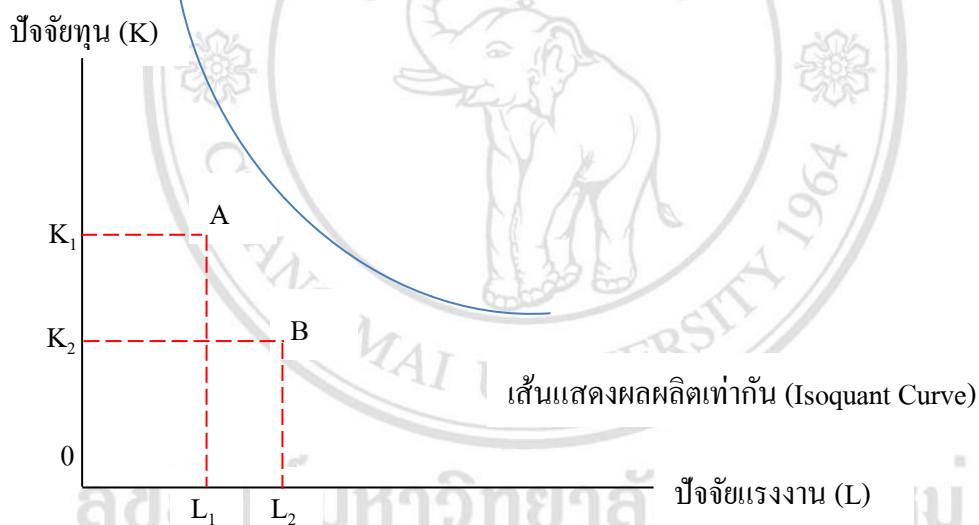 ปัจจัยทุน (K)
A
K₁
B
K₂
เส้นแสดงผลผลิตเท่ากัน (Isoquant Curve)
0
ปัจจัยแรงงาน (L)
L₁ L₂
MAI
1964